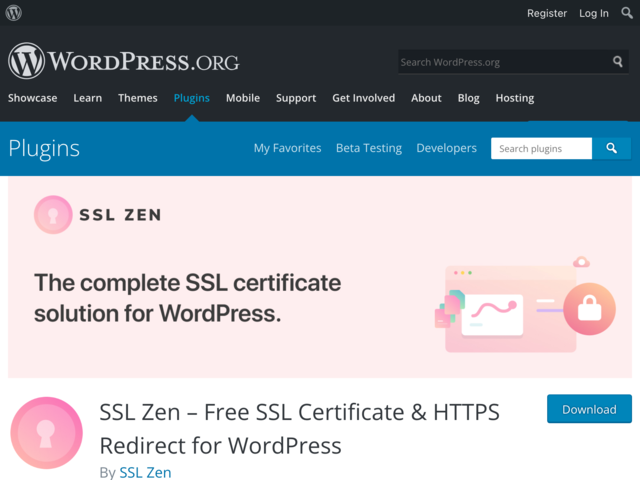 Register Log In
WORDPRESS.ORG
Search WordPress.org
Showcase Learn Themes Plugins Mobile Support Get Involved About Blog Hosting
Plugins My Favorites Beta Testing Developers Search plugins
SSL ZEN
The complete SSL certificate
solution for WordPress.
SSL Zen – Free SSL Certificate & HTTPS
Redirect for WordPress
Download
By SSL Zen